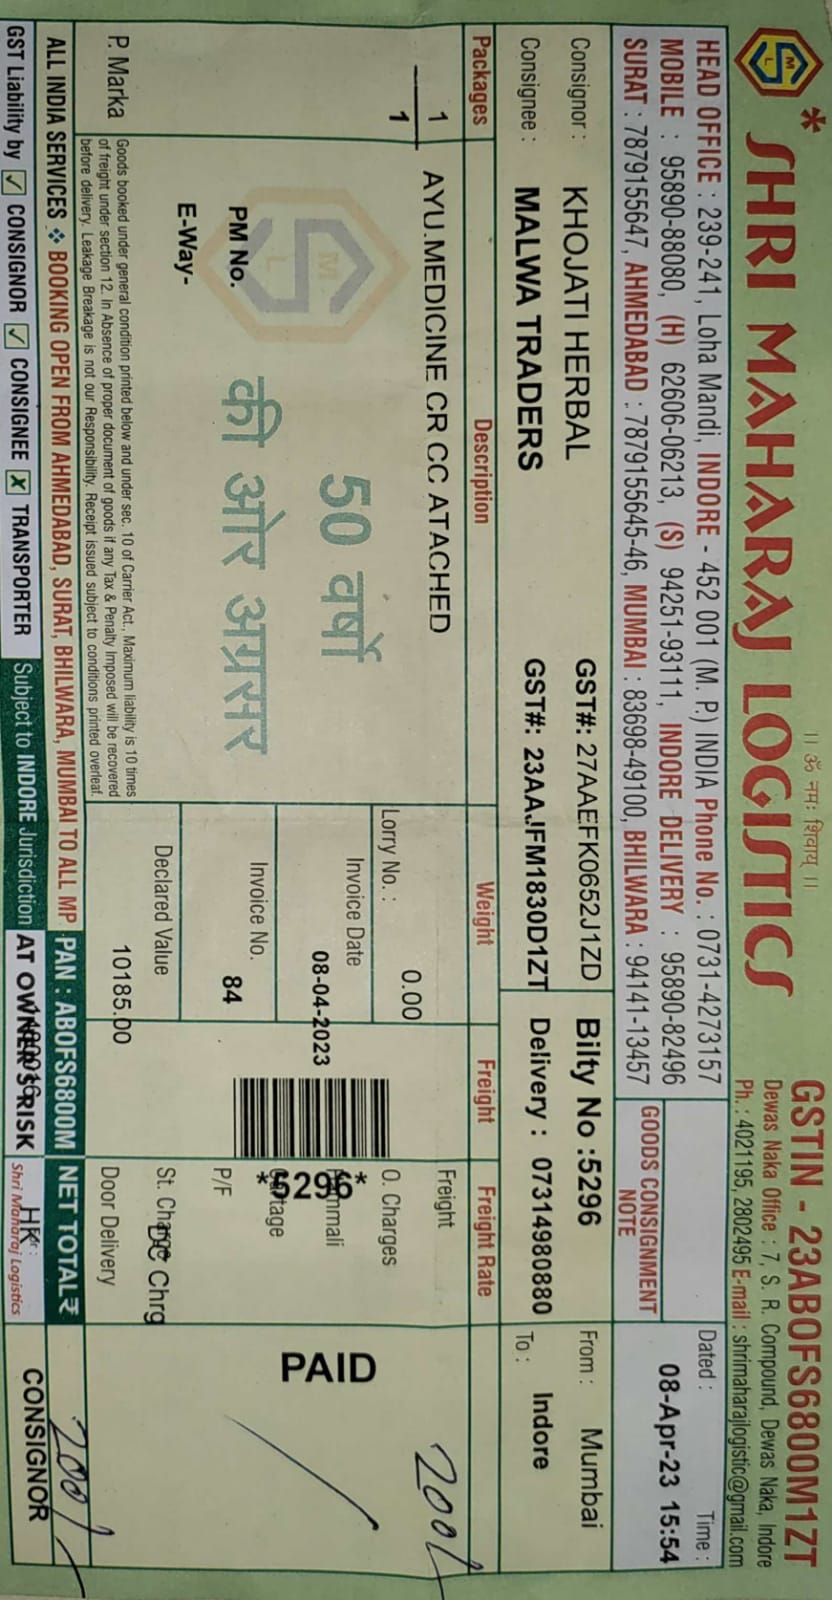 ।। ॐ नमः शिवाय् ।।
GSTIN - 23ABOFS6800M1ZT
* SHRI MAHARAJ LOGISTICS
Dewas Naka Office : 7, S. R. Compound, Dewas Naka, Indore
Ph. : 4021195, 2802495 E-mail : shrimaharajlogistic@gmail.com
HEAD OFFICE : 239-241, Loha Mandi, INDORE - 452 001 (M. P.) INDIA Phone No. : 0731-4273157
MOBILE : 95890-88080, (H) 62606-06213, (S) 94251-93111, INDORE DELIVERY : 95890-82496
SURAT : 7879155647, AHMEDABAD : 7879155645-46, MUMBAI : 83698-49100, BHILWARA : 94141-13457
GOODS CONSIGNMENT NOTE
Dated : Time :
08-Apr-23 15:54
Consignor : KHOJATI HERBAL GST#: 27AAEFK0652J1ZD Bilty No :5296 From : Mumbai
Consignee : MALWA TRADERS GST#: 23AAJFM1830D1ZT Delivery : 07314980880 To : Indore
Packages Description Weight Freight Freight Rate
1 AYU.MEDICINE CR CC ATACHED 0.00 Freight 200/
1
Lorry No. : O. Charges
50 वर्षो
Invoice Date 08-04-2023
PAID
*5296*
की ओर अग्रसर
PM No. Invoice No. 84 P/F
E-Way-
Declared Value 10185.00
St. Charge
Chrg
Door Delivery
P. Marka
Goods booked under general condition printed below and under sec. 10 of Carrier Act., Maximum liability is 10 times
of freight under section 12. In Absence of proper document of goods if any Tax & Penalty Imposed will be recovered
before delivery. Leakage Breakage is not our Responsibility. Receipt issued subject to conditions printed overleaf.
ALL INDIA SERVICES ❖ BOOKING OPEN FROM AHMEDABAD, SURAT, BHILWARA, MUMBAI TO ALL MP PAN : ABOFS6800M NET TOTAL₹ 200/
GST Liability by ✓ CONSIGNOR ✓ CONSIGNEE X TRANSPORTER Subject to INDORE Jurisdiction AT OWNER'S RISK HK CONSIGNOR
Shri Maharaj Logistics